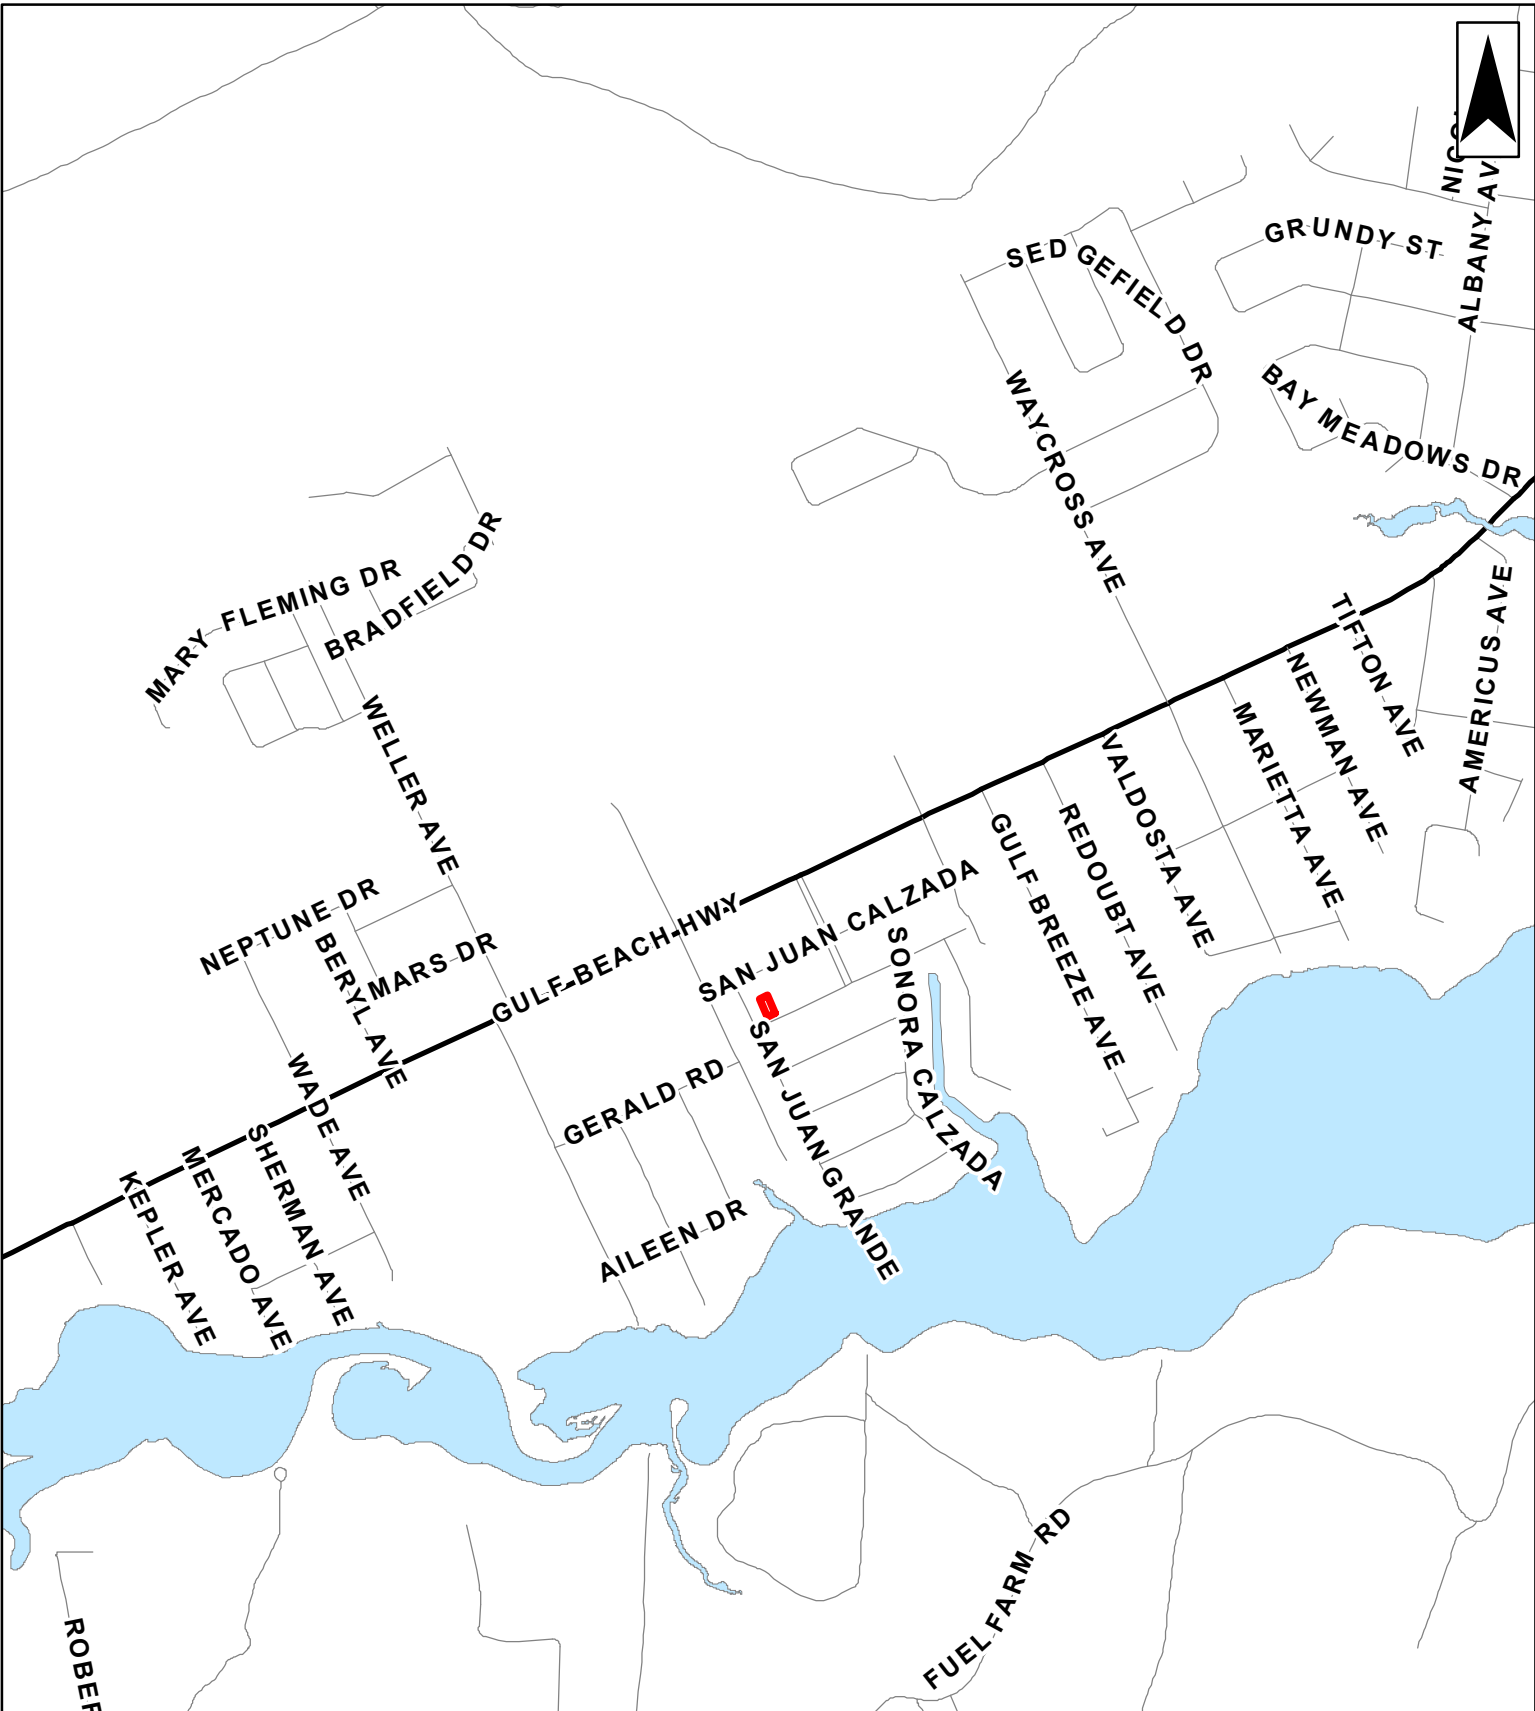 ALBANY AV
GRUNDY ST
SEDGEFIELD DR
BAY MEADOWS DR
WAYCROSS AVE
BRADFIELD DR
MARY FLEMING DR
TIFTON AVE
AMERICUS AVE
NEWMAN AVE
MARIETTA AVE
WELLER AVE
VALDOSTA AVE
REDOUBT AVE
GULF BREEZE AVE
SAN JUAN CALZADA
NEPTUNE DR
BERYL AVE
MARS DR
GULF BEACH HWY
SONORA CALZADA
SAN JUAN GRANDE
WADE AVE
GERALD RD
SHERMAN AVE
MERCADO AVE
KEPLER AVE
AILEEN DR
FUEL FARM RD
ROBER